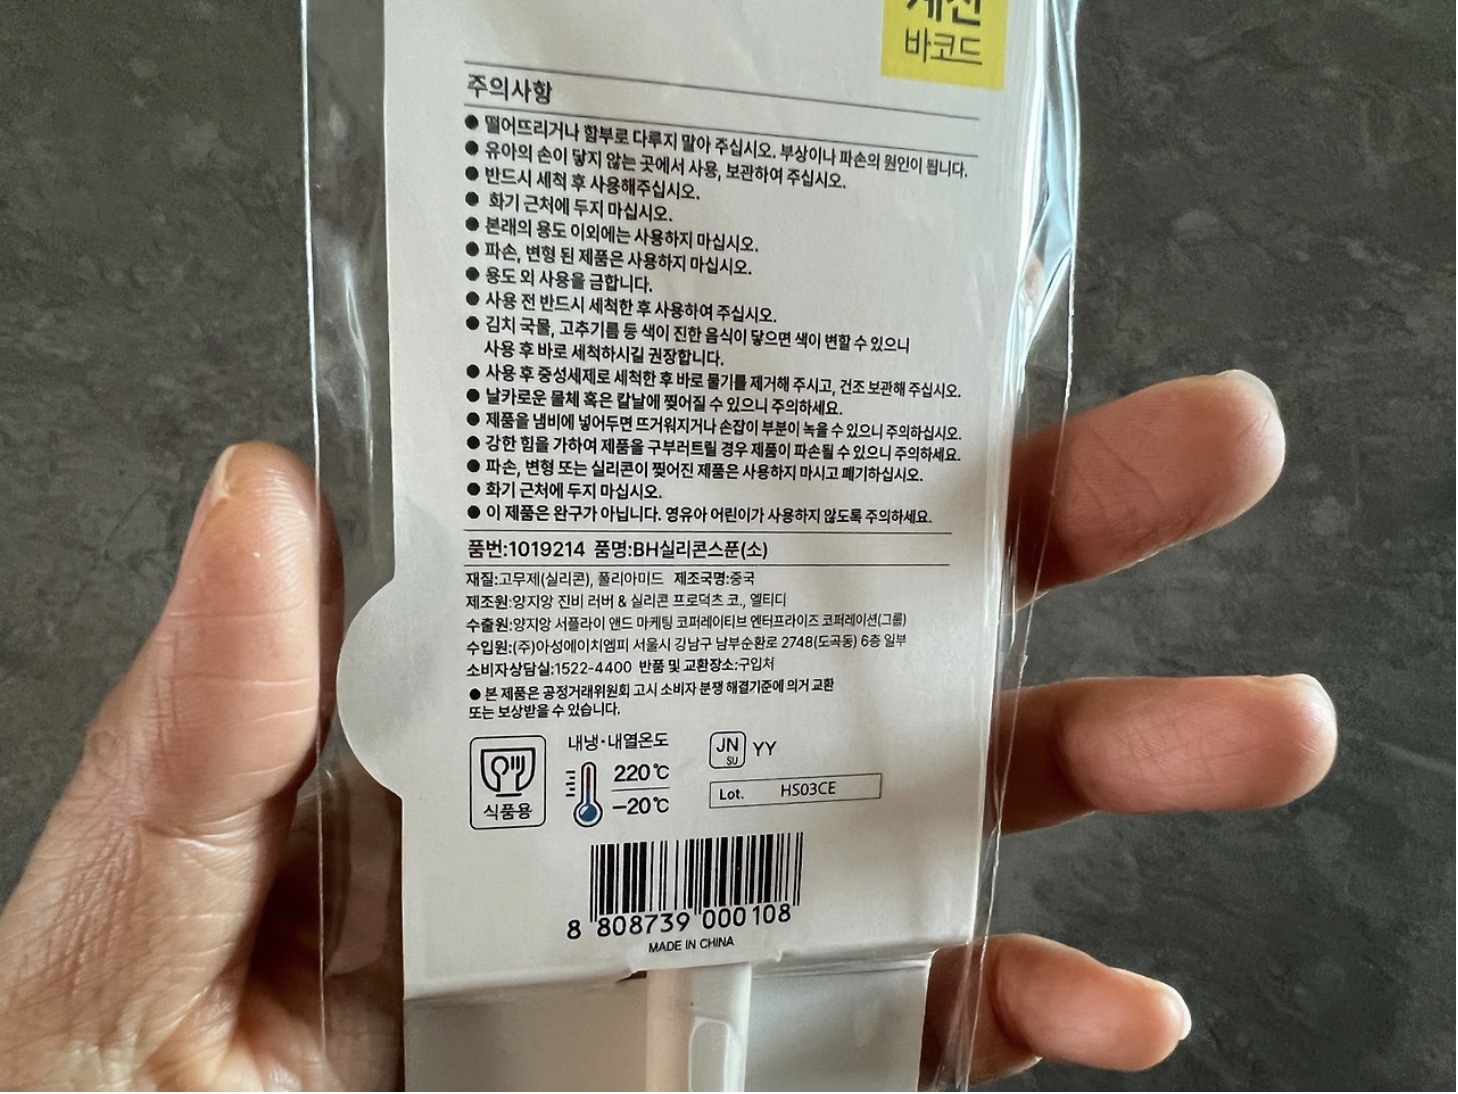 계산
바코드
주의사항
● 떨어뜨리거나 함부로 다루지 말아 주십시오. 부상이나 파손의 원인이 됩니다.
● 유아의 손이 닿지 않는 곳에서 사용, 보관하여 주십시오.
● 반드시 세척 후 사용해주십시오.
● 화기 근처에 두지 마십시오.
● 본래의 용도 이외에는 사용하지 마십시오.
● 파손, 변형 된 제품은 사용하지 마십시오.
● 용도 외 사용을 금합니다.
● 사용 전 반드시 세척한 후 사용하여 주십시오.
● 김치 국물, 고추기름 등 색이 진한 음식이 닿으면 색이 변할 수 있으니
사용 후 바로 세척하시길 권장합니다.
● 사용 후 중성세제로 세척한 후 바로 물기를 제거해 주시고, 건조 보관해 주십시오.
● 날카로운 물체 혹은 칼날에 찢어질 수 있으니 주의하세요.
● 제품을 냄비에 넣어두면 뜨거워지거나 손잡이 부분이 녹을 수 있으니 주의하십시오.
● 강한 힘을 가하여 제품을 구부러트릴 경우 제품이 파손될 수 있으니 주의하세요.
● 파손, 변형 또는 실리콘이 찢어진 제품은 사용하지 마시고 폐기하십시오.
● 화기 근처에 두지 마십시오.
● 이 제품은 완구가 아닙니다. 영유아 어린이가 사용하지 않도록 주의하세요.
품번:1019214 품명:BH실리콘스푼(소)
재질:고무제(실리콘), 폴리아미드 제조국명:중국
제조원:양지앙 진비 러버 & 실리콘 프로덕츠 코., 엘티디
수출원:양지앙 서플라이 앤드 마케팅 코퍼레이티브 엔터프라이즈 코퍼레이션(그룹)
수입원:(주)아성에이치엠피 서울시 강남구 남부순환로 2748(도곡동) 6층 일부
소비자상담실:1522-4400 반품 및 교환장소:구입처
● 본 제품은 공정거래위원회 고시 소비자 분쟁 해결기준에 의거 교환
또는 보상받을 수 있습니다.
식품용
내냉·내열온도
220℃
-20℃
JN SU YY
Lot. HS03CE
8 808739 000108
MADE IN CHINA